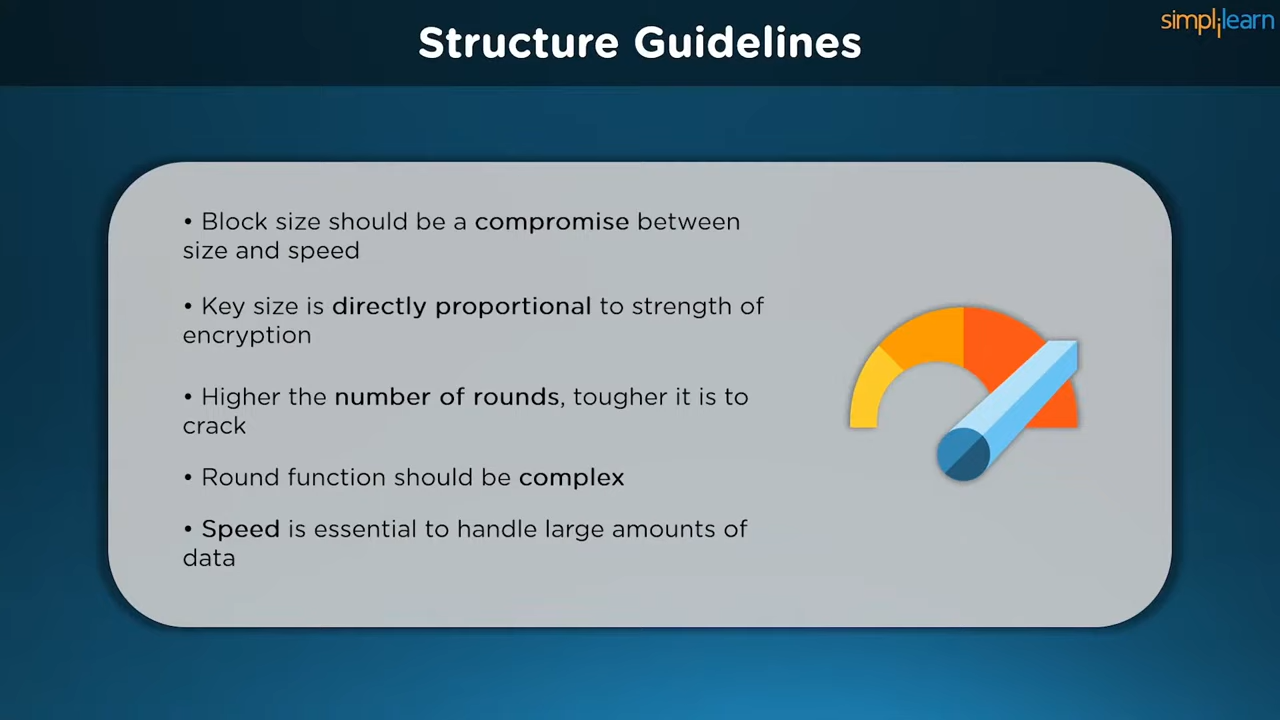 Structure Guidelines
simplilearn
• Block size should be a compromise between
size and speed
• Key size is directly proportional to strength of
encryption
• Higher the number of rounds, tougher it is to
crack
• Round function should be complex
• Speed is essential to handle large amounts of
data